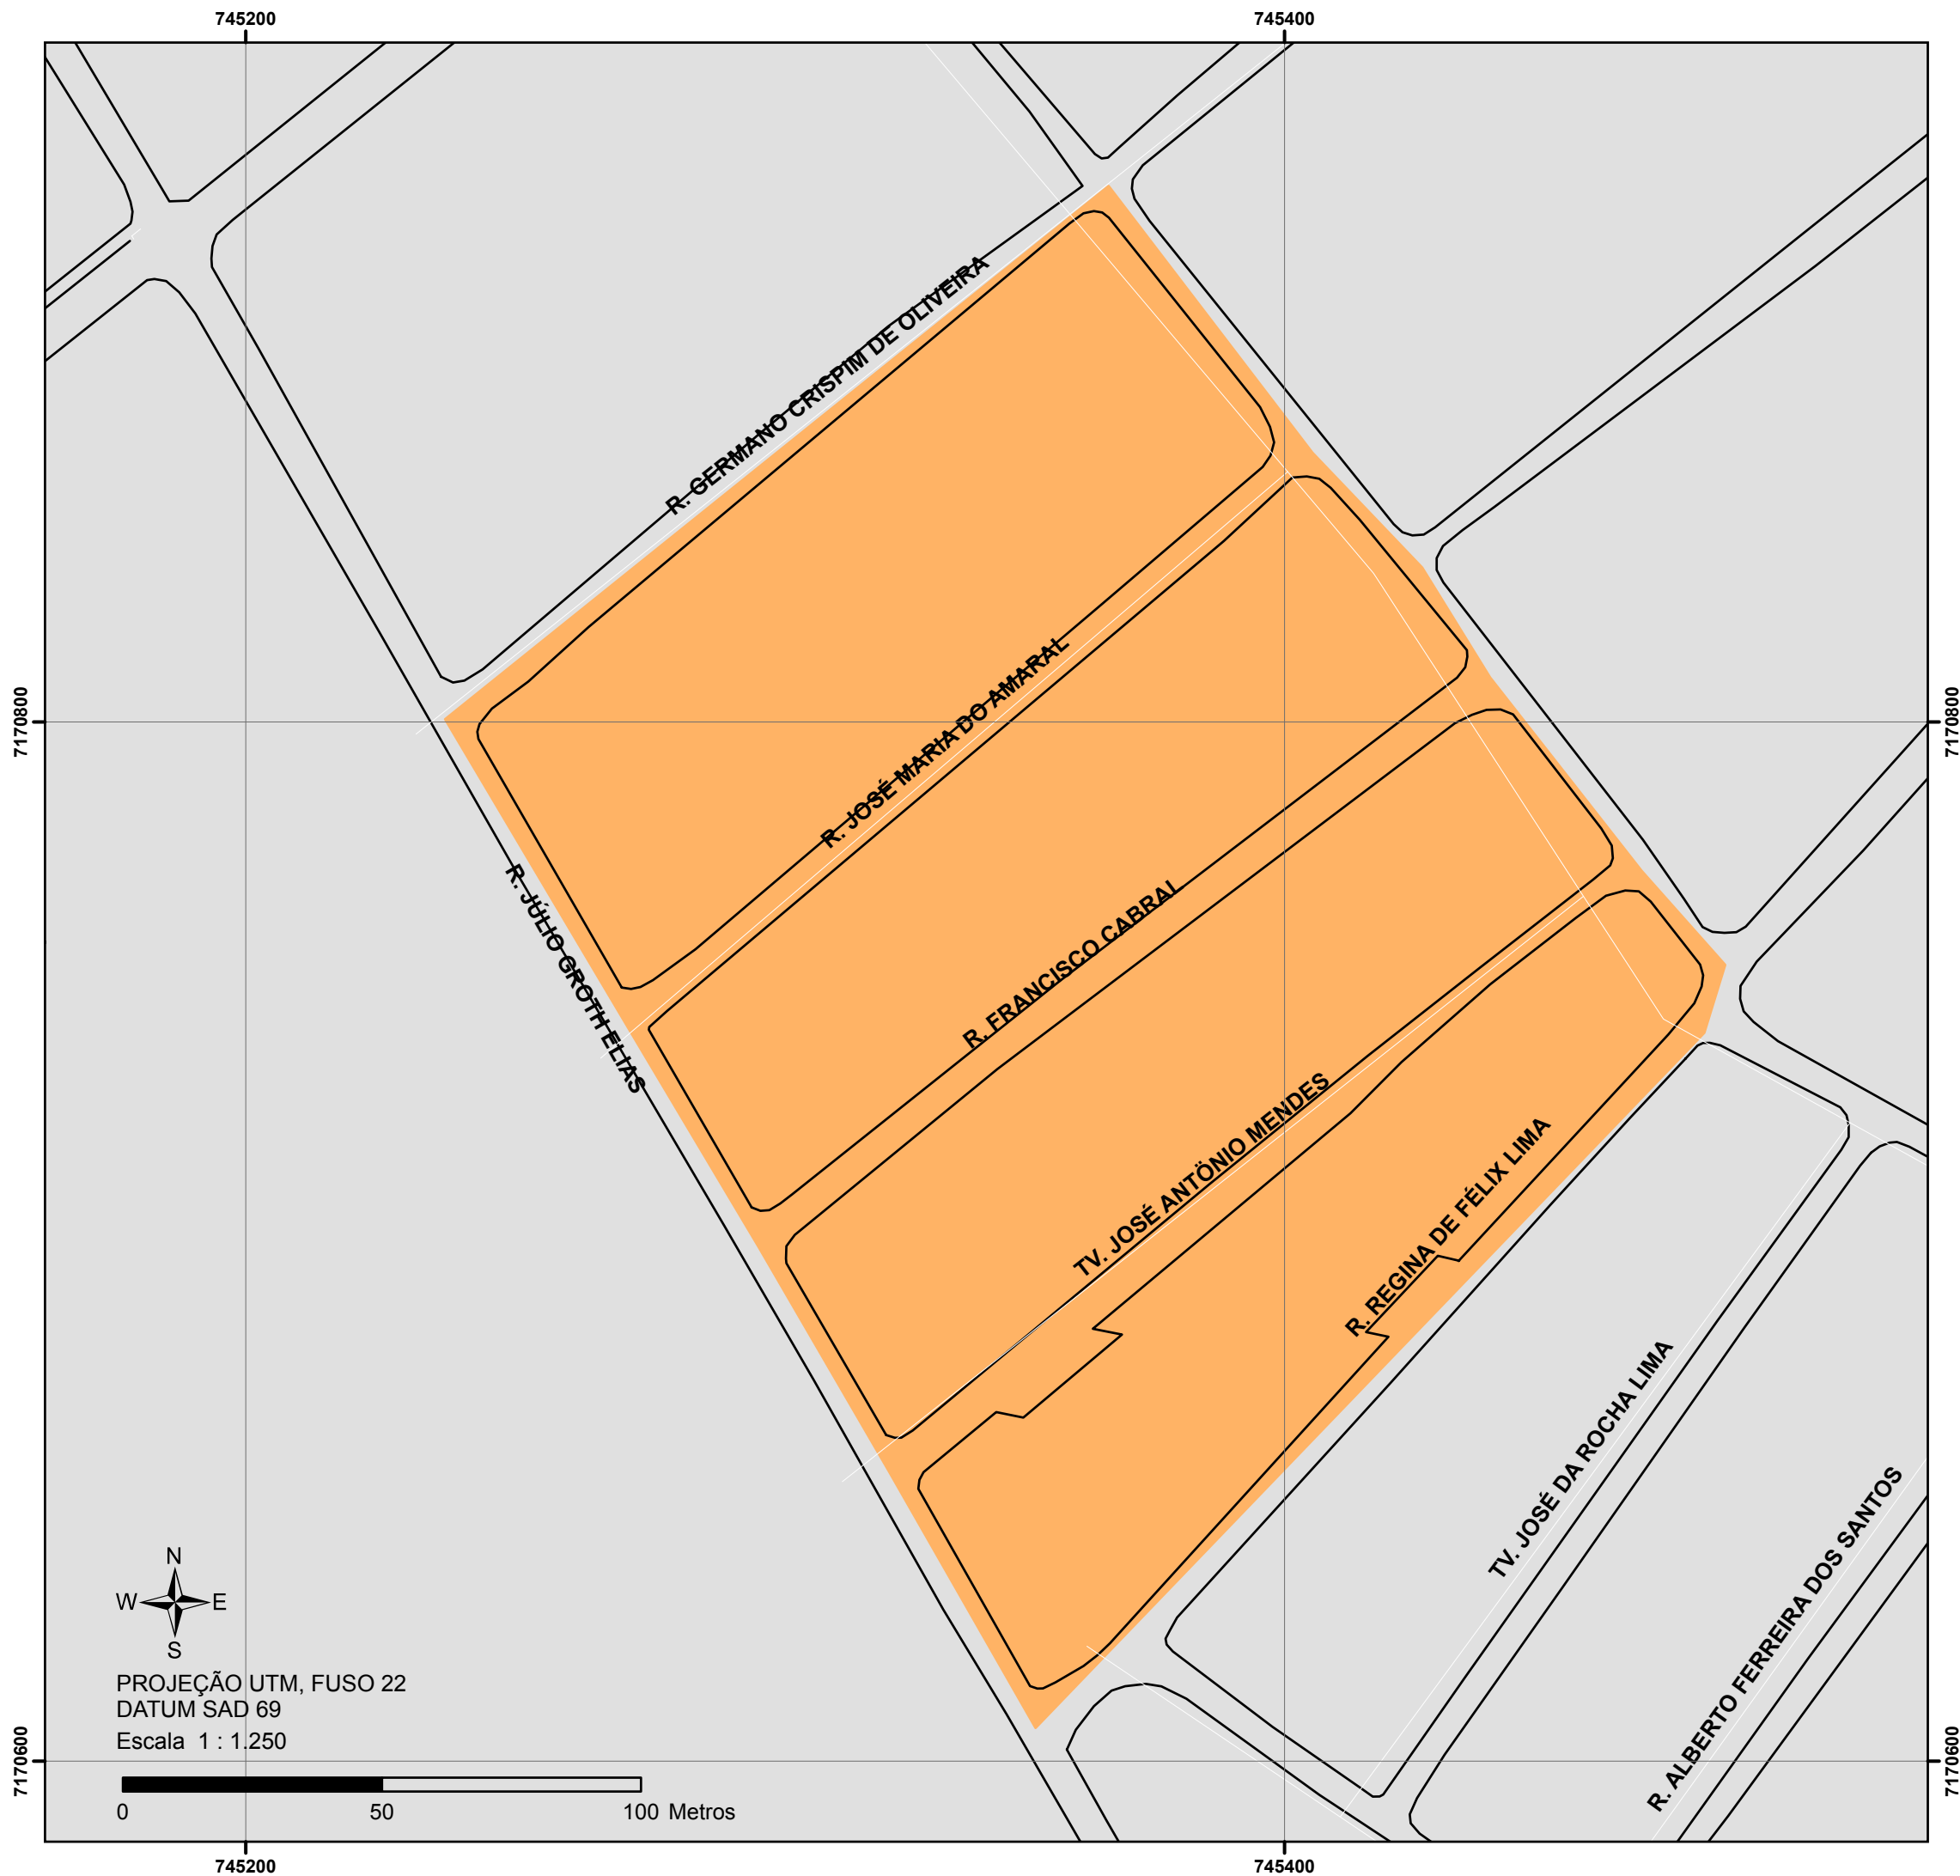 745200
745400
R. GERMANO CRISPIM DE OLIVEIRA
R. JOSÉ MARIA DO AMARAL
7170800
7170800
R. JÚLIO GROTH ELIAS
R. FRANCISCO CABRAL
TV. JOSÉ ANTÖNIO MENDES
R. REGINA DE FÉLIX LIMA
TV. JOSÉ DA ROCHA LIMA
R. ALBERTO FERREIRA DOS SANTOS
N
W E
S
PROJEÇÃO UTM, FUSO 22
DATUM SAD 69
Escala 1 : 1.250
7170600
7170600
0 50 100 Metros
745200
745400